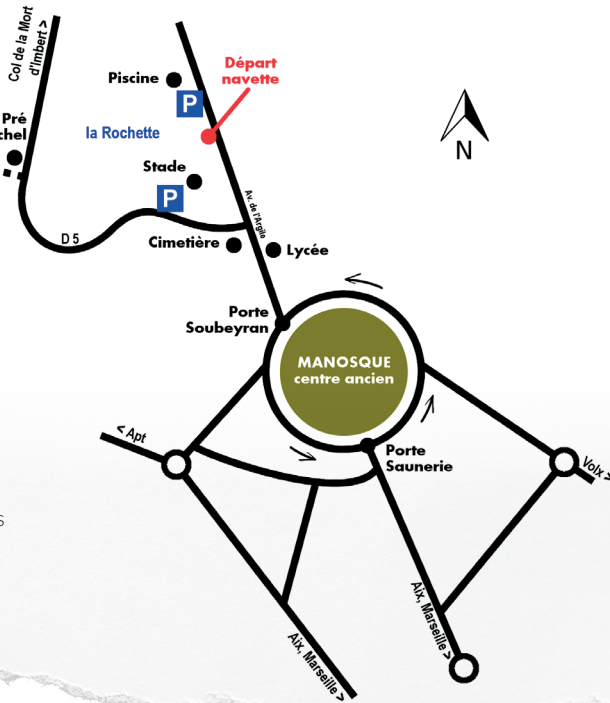 Col de la Mort
d'Imbert >
Piscine
P
Départ
navette
Pré
chel
la Rochette
N
Stade
P
Av. de l'Argile
D 5
Cimetière
Lycée
Porte
Soubeyran
MANOSQUE
centre ancien
< Apt
Porte
Saunerie
Volx >
S
Aix, Marseille >
Aix, Marseille >